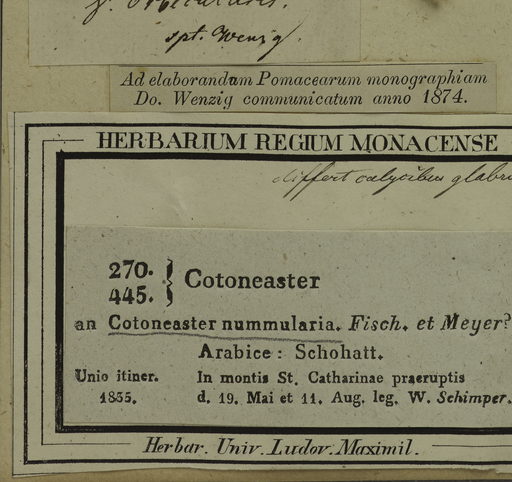 f. orbicularis.
spt. Wenzig.
Ad elaborandum Pomacearum monographiam
Do. Wenzig communicatum anno 1874.
HERBARIUM REGIUM MONACENSE
differt calycibus glabri
270.
445. } Cotoneaster
an Cotoneaster nummularia. Fisch. et Meyer?
Arabice: Schohatt.
Unio itiner. In montis St. Catharinae praeruptis
1835. d. 19. Mai et 11. Aug. leg. W. Schimper.
Herbar. Univ. Ludov. Maximil.